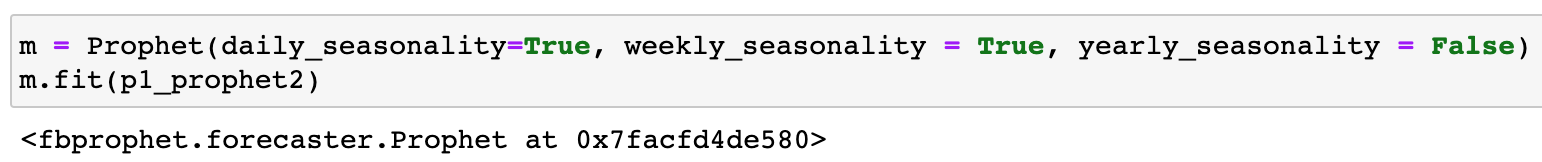 m = Prophet(daily_seasonality=True, weekly_seasonality = True, yearly_seasonality = False)
m.fit(p1_prophet2)
<fbprophet.forecaster.Prophet at 0x7facfd4de580>